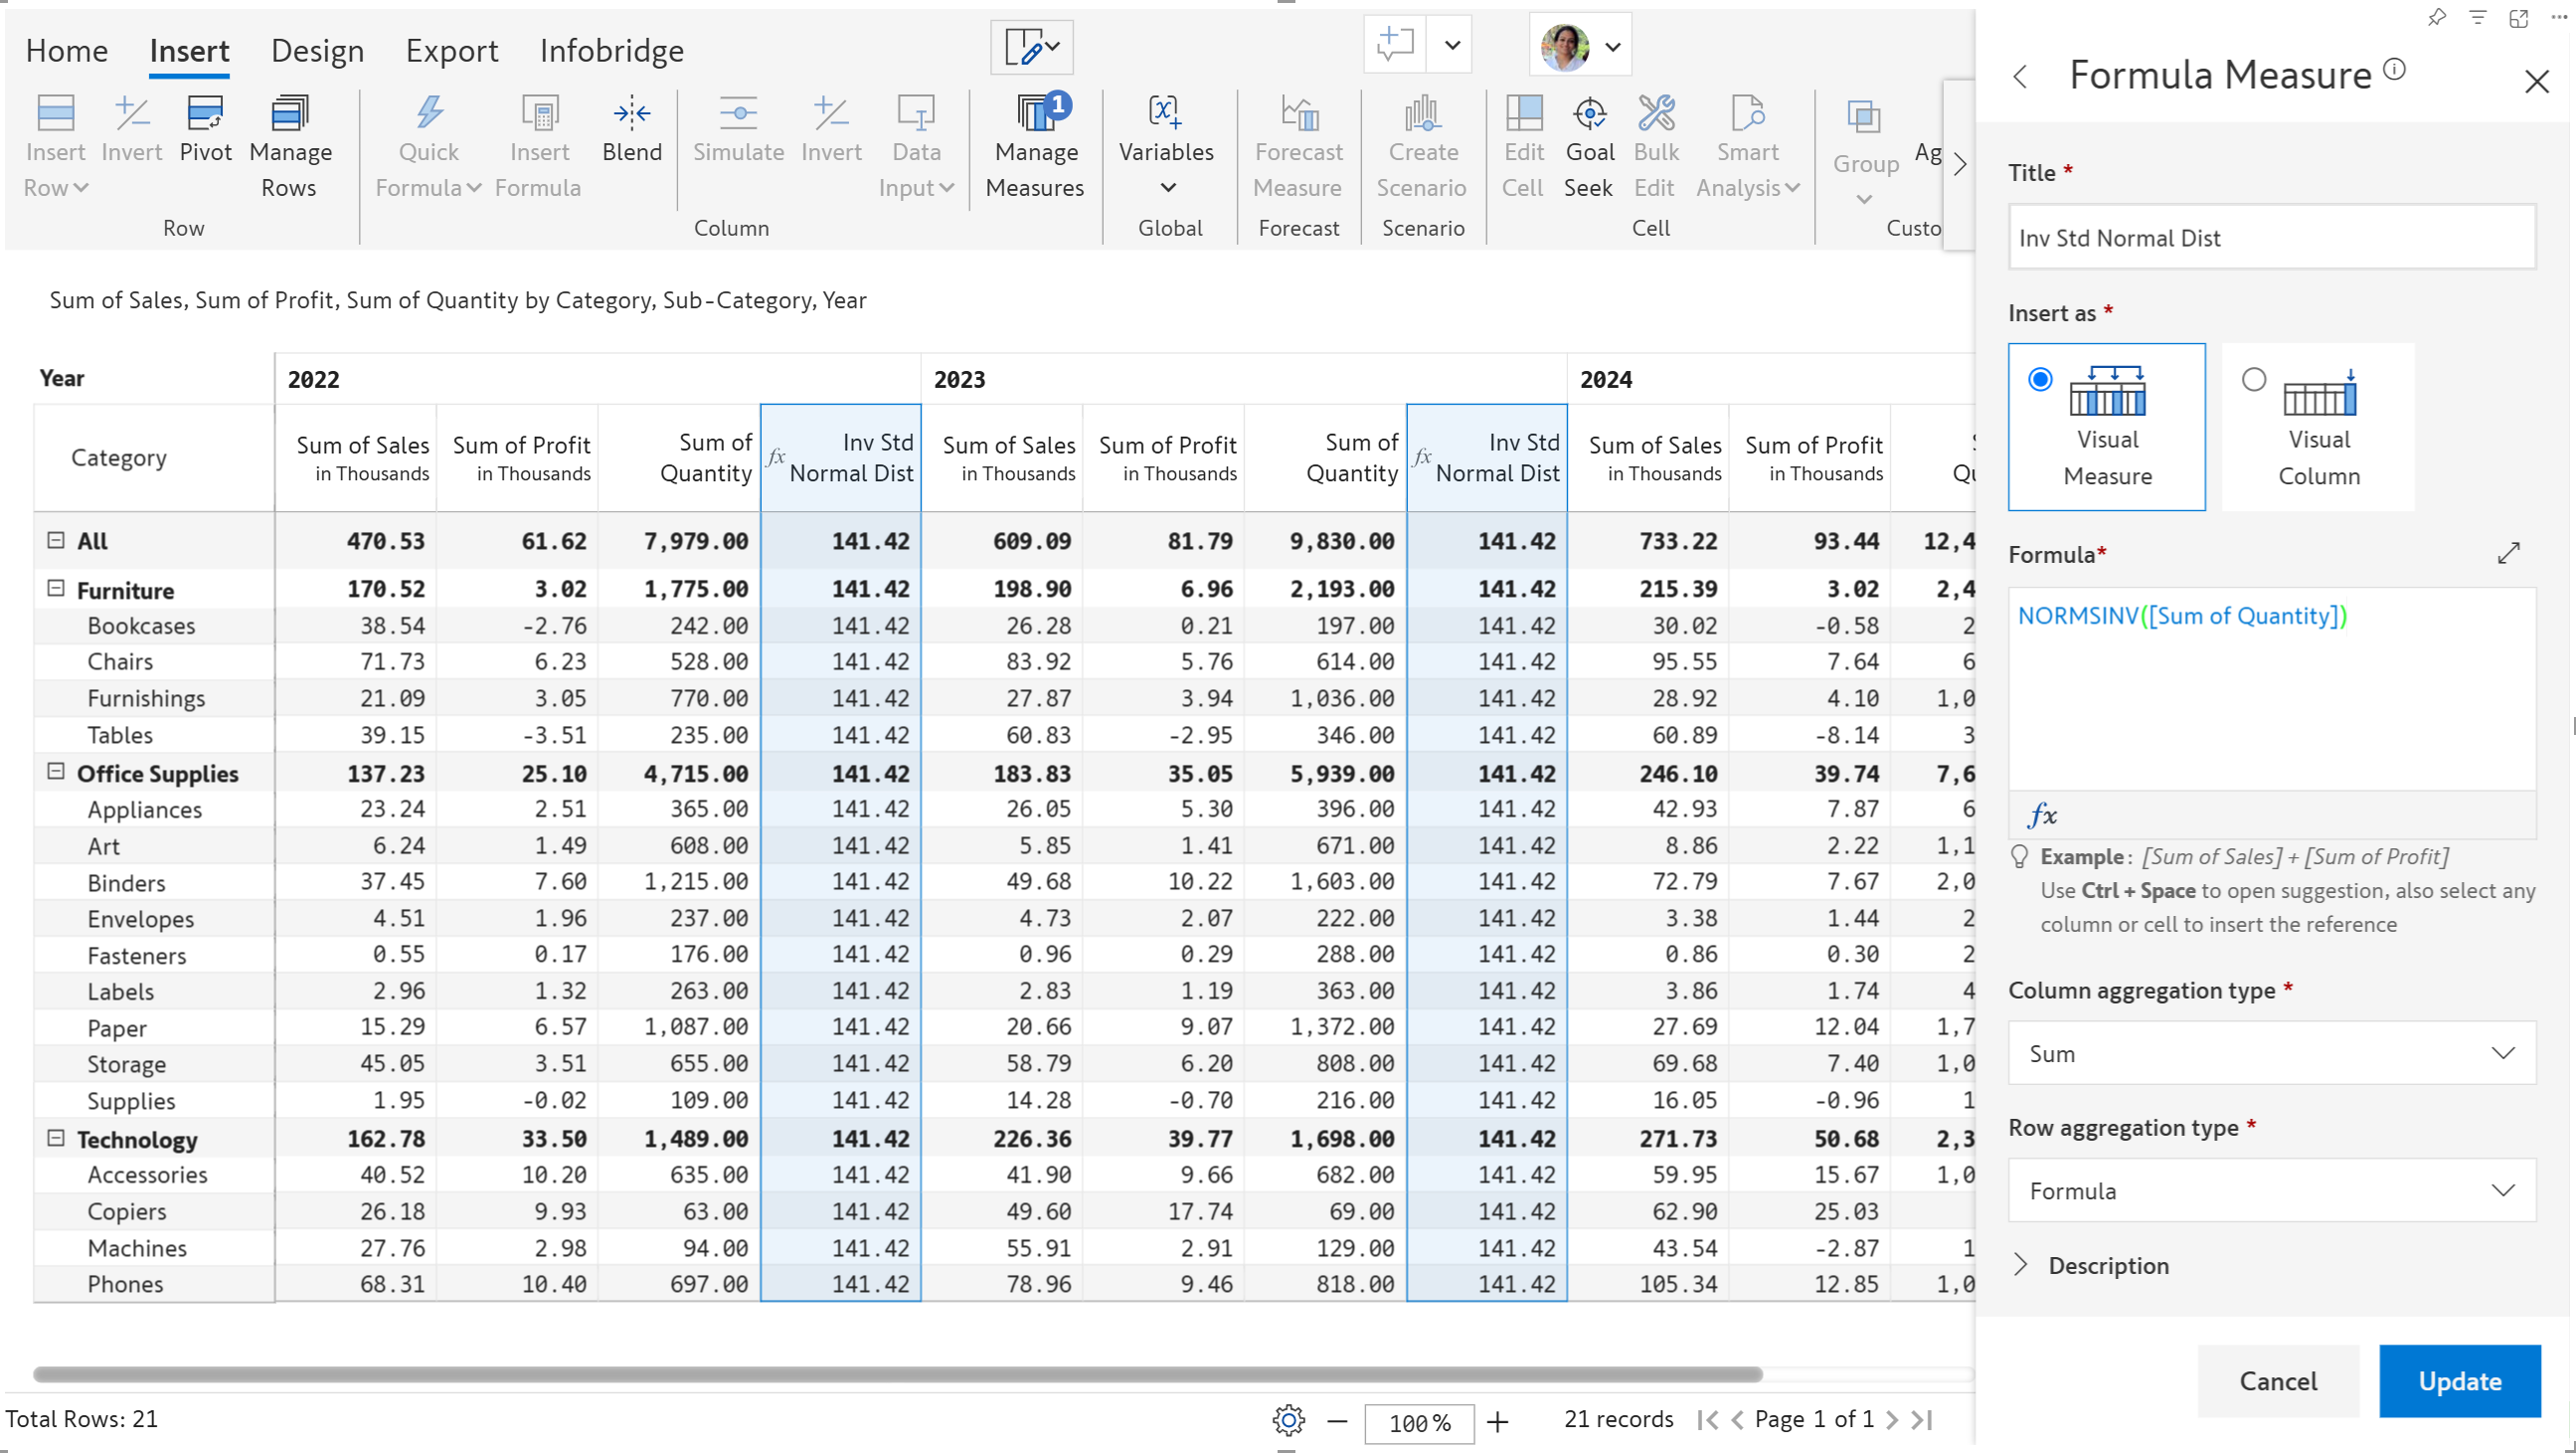 Home Insert Design Export Infobridge
Insert Row Invert Pivot Manage Rows Quick Formula Insert Formula Blend Simulate Invert Data Input Manage Measures 1 Variables Forecast Measure Create Scenario Edit Cell Goal Seek Bulk Edit Smart Analysis Group
Row Column Global Forecast Scenario Cell
Sum of Sales, Sum of Profit, Sum of Quantity by Category, Sub-Category, Year
Year 2022 2023 2024
Category Sum of Sales in Thousands Sum of Profit in Thousands Sum of Quantity fx Inv Std Normal Dist Sum of Sales in Thousands Sum of Profit in Thousands Sum of Quantity fx Inv Std Normal Dist Sum of Sales in Thousands Sum of Profit in Thousands
All 470.53 61.62 7,979.00 141.42 609.09 81.79 9,830.00 141.42 733.22 93.44 12,4
Furniture 170.52 3.02 1,775.00 141.42 198.90 6.96 2,193.00 141.42 215.39 3.02 2,4
Bookcases 38.54 -2.76 242.00 141.42 26.28 0.21 197.00 141.42 30.02 -0.58 2
Chairs 71.73 6.23 528.00 141.42 83.92 5.76 614.00 141.42 95.55 7.64 6
Furnishings 21.09 3.05 770.00 141.42 27.87 3.94 1,036.00 141.42 28.92 4.10 1,0
Tables 39.15 -3.51 235.00 141.42 60.83 -2.95 346.00 141.42 60.89 -8.14 3
Office Supplies 137.23 25.10 4,715.00 141.42 183.83 35.05 5,939.00 141.42 246.10 39.74 7,6
Appliances 23.24 2.51 365.00 141.42 26.05 5.30 396.00 141.42 42.93 7.87 6
Art 6.24 1.49 608.00 141.42 5.85 1.41 671.00 141.42 8.86 2.22 1,1
Binders 37.45 7.60 1,215.00 141.42 49.68 10.22 1,603.00 141.42 72.79 7.67 2,0
Envelopes 4.51 1.96 237.00 141.42 4.73 2.07 222.00 141.42 3.38 1.44 2
Fasteners 0.55 0.17 176.00 141.42 0.96 0.29 288.00 141.42 0.86 0.30 2
Labels 2.96 1.32 263.00 141.42 2.83 1.19 363.00 141.42 3.86 1.74 4
Paper 15.29 6.57 1,087.00 141.42 20.66 9.07 1,372.00 141.42 27.69 12.04 1,7
Storage 45.05 3.51 655.00 141.42 58.79 6.20 808.00 141.42 69.68 7.40 1,0
Supplies 1.95 -0.02 109.00 141.42 14.28 -0.70 216.00 141.42 16.05 -0.96 1
Technology 162.78 33.50 1,489.00 141.42 226.36 39.77 1,698.00 141.42 271.73 50.68 2,3
Accessories 40.52 10.20 635.00 141.42 41.90 9.66 682.00 141.42 59.95 15.67 1,0
Copiers 26.18 9.93 63.00 141.42 49.60 17.74 69.00 141.42 62.90 25.03
Machines 27.76 2.98 94.00 141.42 55.91 2.91 129.00 141.42 43.54 -2.87 1
Phones 68.31 10.40 697.00 141.42 78.96 9.46 818.00 141.42 105.34 12.85 1,0
Total Rows: 21 100% 21 records Page 1 of 1
Formula Measure
Title *
Inv Std Normal Dist
Insert as *
Visual Measure
Visual Column
Formula*
NORMSINV([Sum of Quantity])
fx
Example: [Sum of Sales] + [Sum of Profit]
Use Ctrl + Space to open suggestion, also select any
column or cell to insert the reference
Column aggregation type *
Sum
Row aggregation type *
Formula
Description
Cancel Update